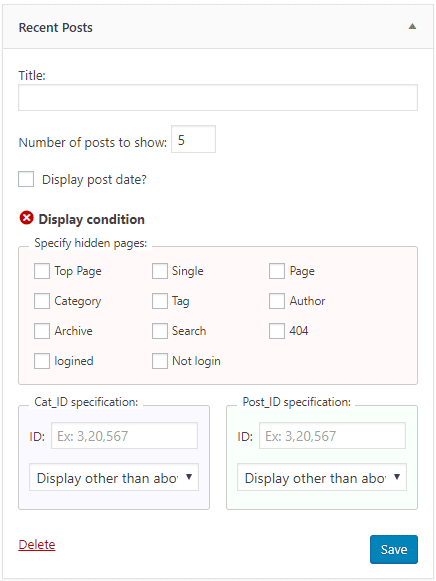 Recent Posts
Title:
Number of posts to show: 5
Display post date?
Display condition
Specify hidden pages:
Top Page Single Page
Category Tag Author
Archive Search 404
logined Not login
Cat_ID specification: Post_ID specification:
ID: Ex: 3,20,567 ID: Ex: 3,20,567
Display other than abo Display other than abo
Delete Save